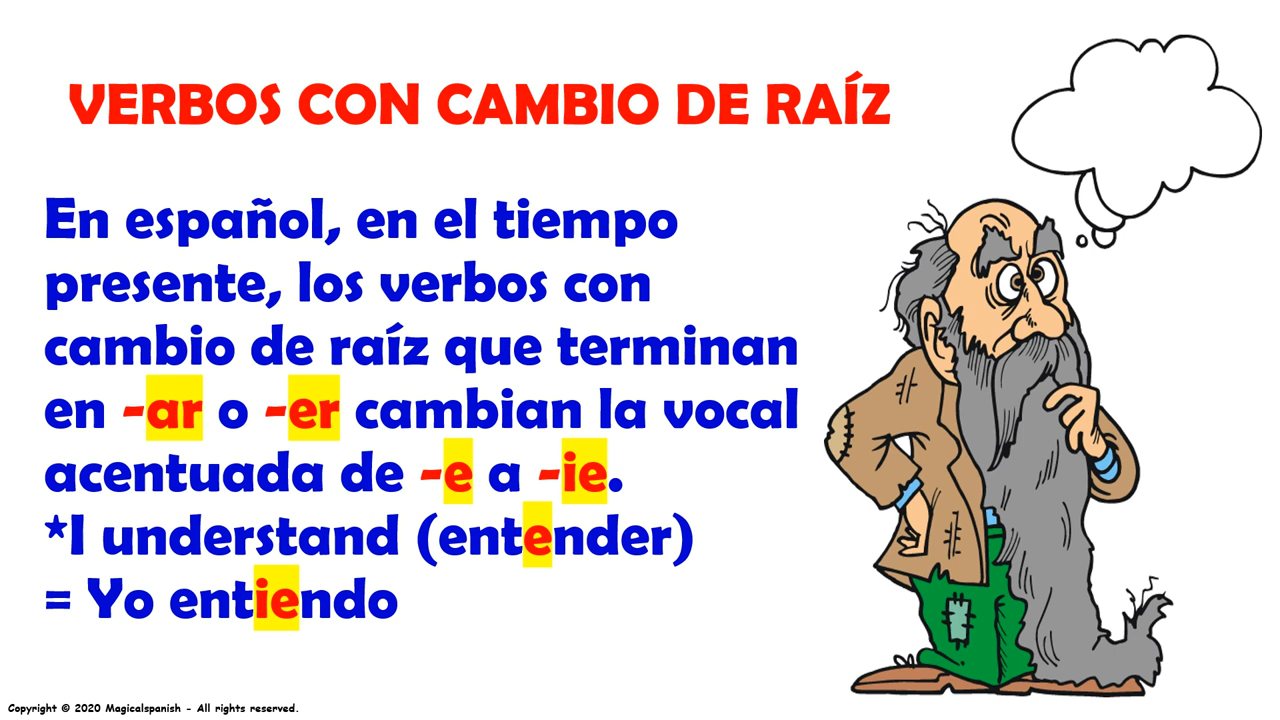 VERBOS CON CAMBIO DE RAÍZ
En español, en el tiempo
presente, los verbos con
cambio de raíz que terminan
en -ar o -er cambian la vocal
acentuada de -e a -ie.
*I understand (entender)
= Yo entiendo
Copyright © 2020 Magicalspanish - All rights reserved.